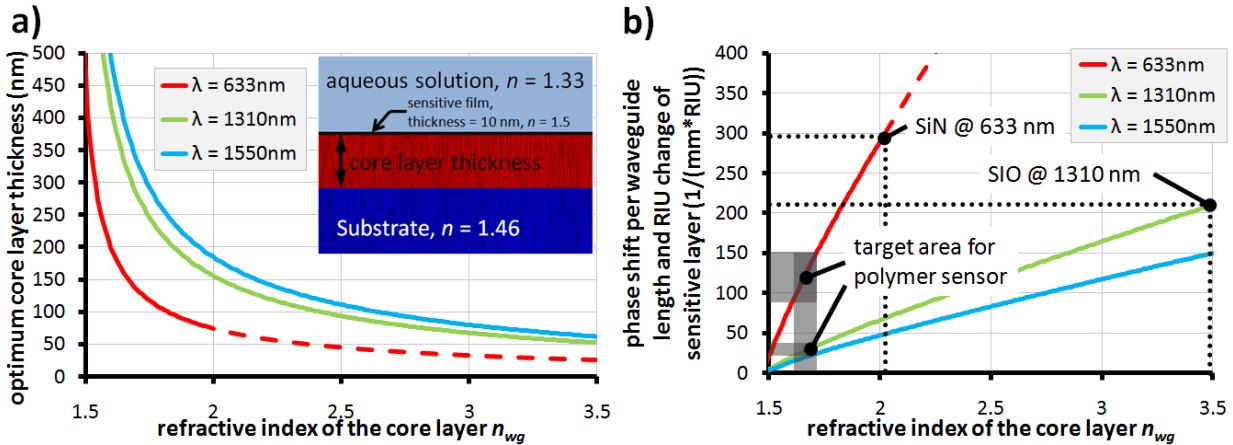 a)
optimum core layer thickness (nm)
500
450
400
350
300
250
200
150
100
50
0
1.5
2
2.5
3
3.5
refractive index of the core layer nwg
λ = 633nm
λ = 1310nm
λ = 1550nm
aqueous solution, n = 1.33
sensitive film,
thickness = 10 nm, n = 1.5
core layer thickness
Substrate, n = 1.46
b)
phase shift per waveguide
length and RIU change of
sensitive layer (1/(mm*RIU))
400
350
300
250
200
150
100
50
0
1.5
2
2.5
3
3.5
refractive index of the core layer nwg
λ = 633nm
λ = 1310nm
λ = 1550nm
SiN @ 633 nm
SIO @ 1310 nm
target area for
polymer sensor